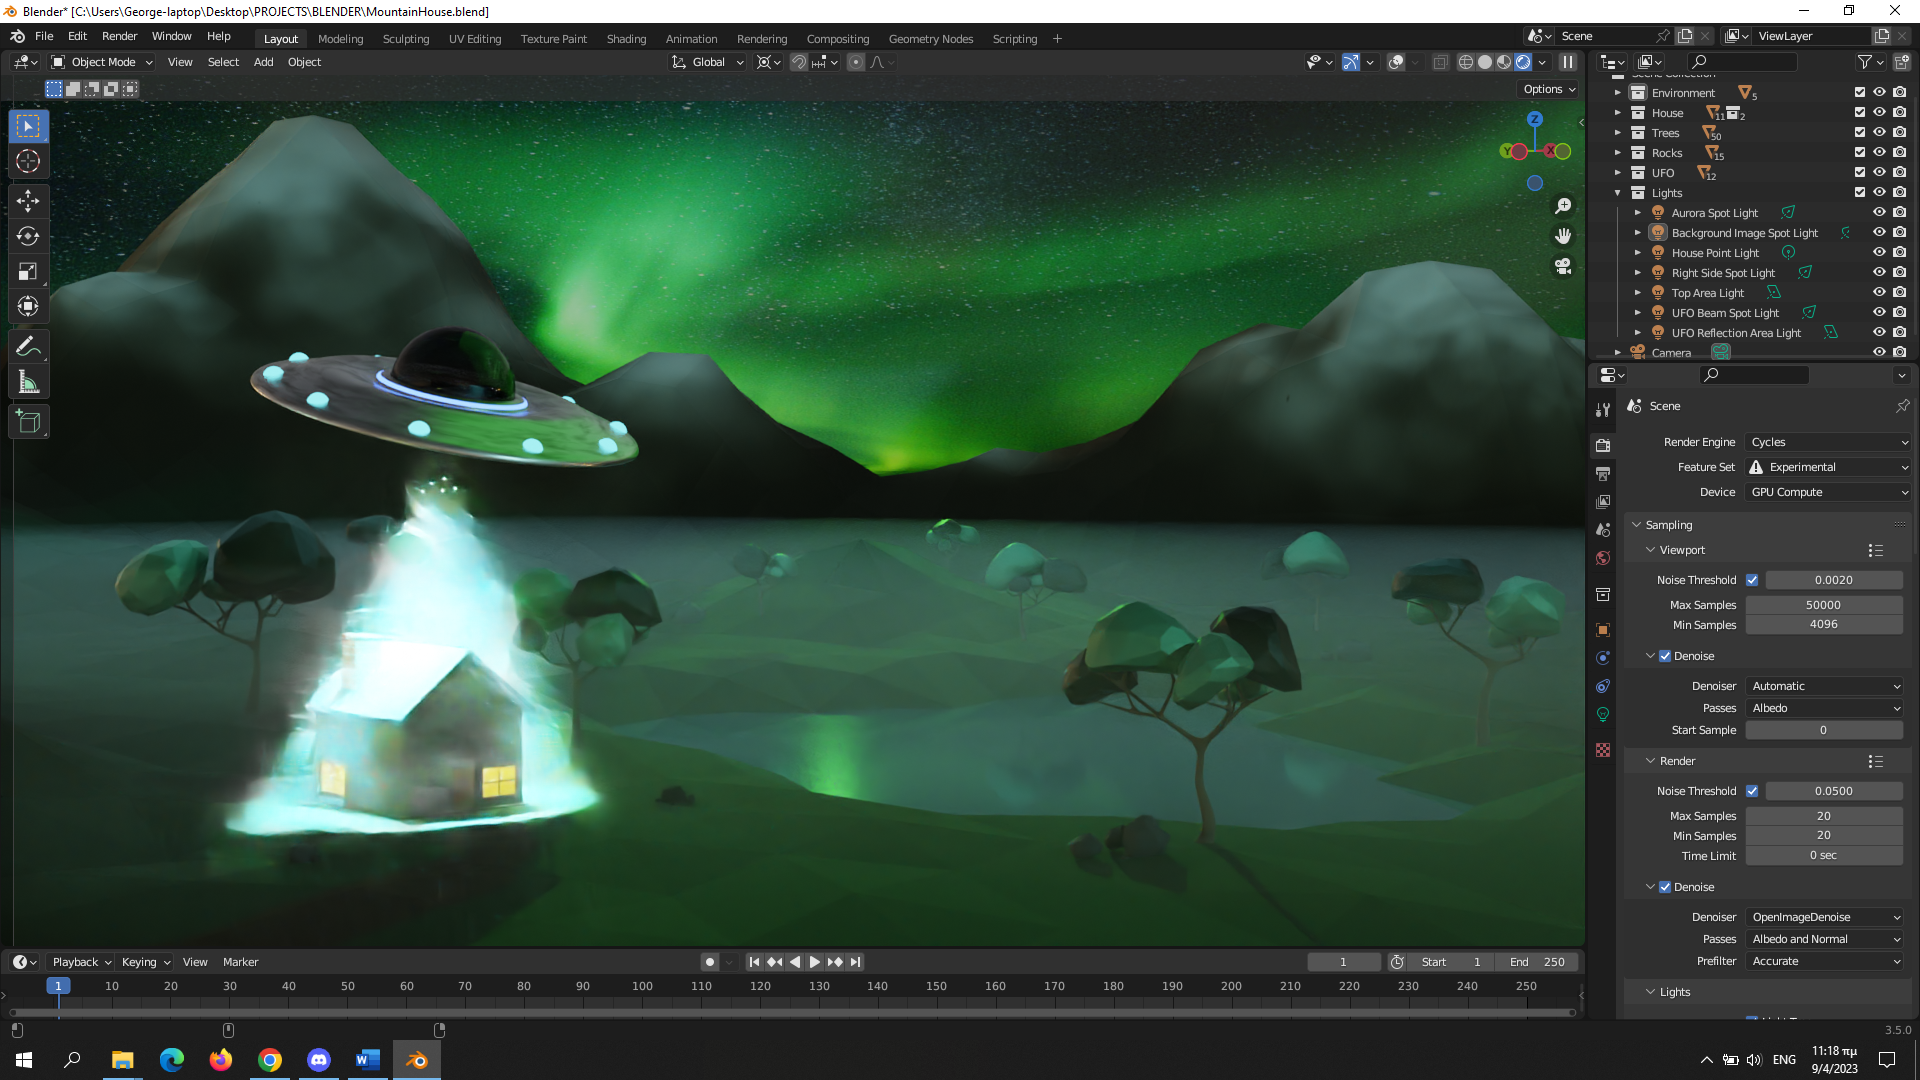 Blender* [C:\Users\George-laptop\Desktop\PROJECTS\BLENDER\MountainHouse.blend]
File Edit Render Window Help Layout Modeling Sculpting UV Editing Texture Paint Shading Animation Rendering Compositing Geometry Nodes Scripting + Scene ViewLayer
Object Mode View Select Add Object Global
Options
Z
Y X
Scene Collection
Environment 5
House 11 2
Trees 50
Rocks 15
UFO 12
Lights
Aurora Spot Light
Background Image Spot Light
House Point Light
Right Side Spot Light
Top Area Light
UFO Beam Spot Light
UFO Reflection Area Light
Camera
Scene
Render Engine Cycles
Feature Set Experimental
Device GPU Compute
Sampling
Viewport
Noise Threshold 0.0020
Max Samples 50000
Min Samples 4096
Denoise
Denoiser Automatic
Passes Albedo
Start Sample 0
Render
Noise Threshold 0.0500
Max Samples 20
Min Samples 20
Time Limit 0 sec
Denoise
Denoiser OpenImageDenoise
Passes Albedo and Normal
Prefilter Accurate
Lights
Playback Keying View Marker 1 Start 1 End 250
1 10 20 30 40 50 60 70 80 90 100 110 120 130 140 150 160 170 180 190 200 210 220 230 240 250
3.5.0
W
ENG
11:18 πμ
9/4/2023